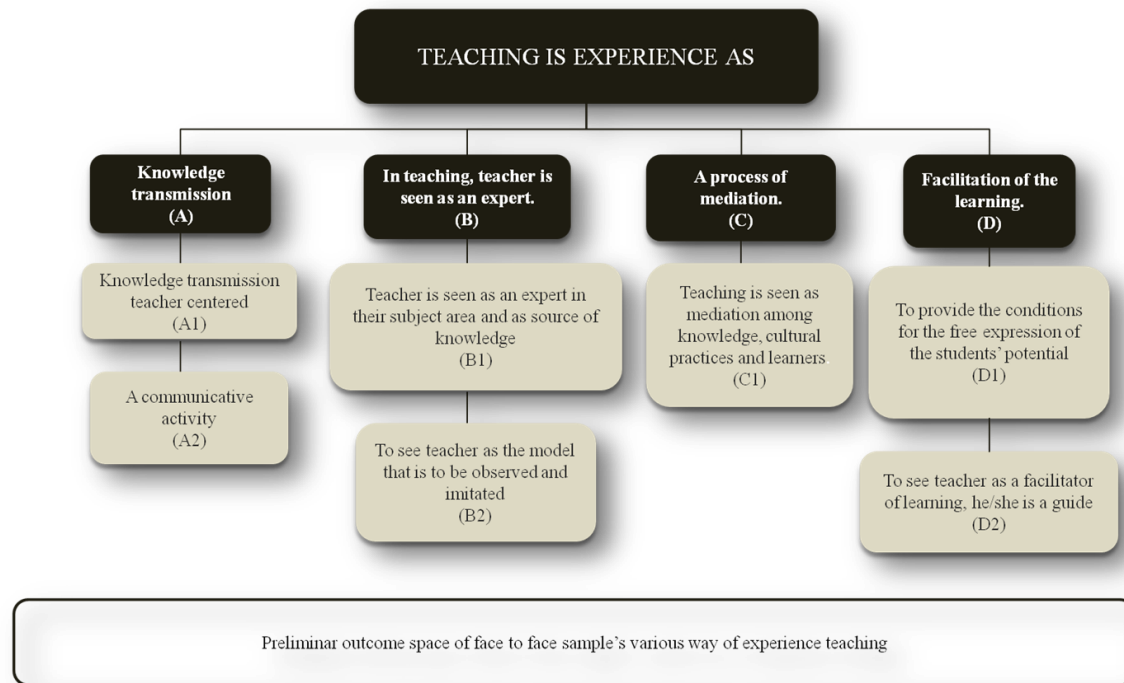 TEACHING IS EXPERIENCE AS
Knowledge
transmission
(A)
In teaching, teacher is
seen as an expert.
(B)
A process of
mediation.
(C)
Facilitation of the
learning.
(D)
Knowledge transmission
teacher centered
(A1)
A communicative
activity
(A2)
Teacher is seen as an expert in
their subject area and as source of
knowledge
(B1)
To see teacher as the model
that is to be observed and
imitated
(B2)
Teaching is seen as
mediation among
knowledge, cultural
practices and learners.
(C1)
To provide the conditions
for the free expression of
the students’ potential
(D1)
To see teacher as a facilitator
of learning, he/she is a guide
(D2)
Preliminar outcome space of face to face sample’s various way of experience teaching